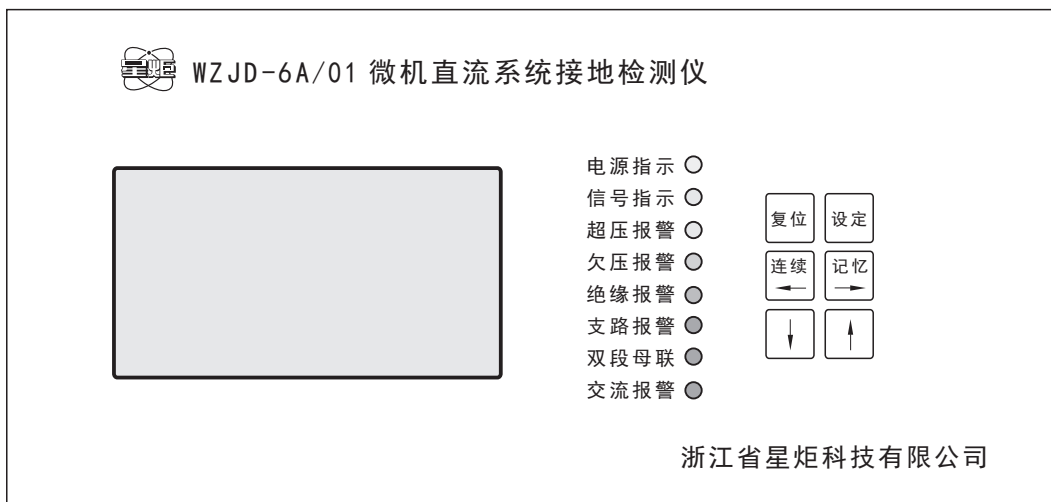 星炬 WZJD-6A/01 微机直流系统接地检测仪
电源指示
信号指示
超压报警
欠压报警
绝缘报警
支路报警
双段母联
交流报警
复位 设定
连续 记忆
← →
↓ ↑
浙江省星炬科技有限公司